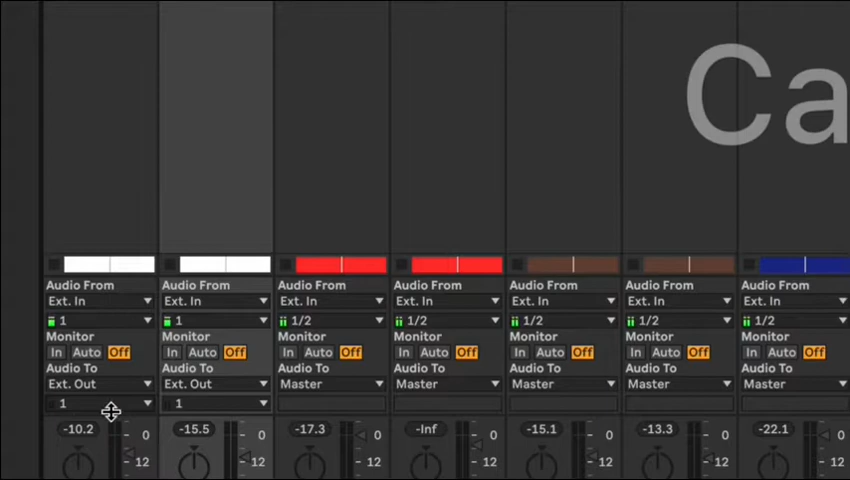 Ca
Audio From Audio From Audio From Audio From Audio From Audio From Audio From
Ext. In Ext. In Ext. In Ext. In Ext. In Ext. In Ext. In
1 1 1/2 1/2 1/2 1/2 1/2
Monitor Monitor Monitor Monitor Monitor Monitor Monitor
In Auto Off In Auto Off In Auto Off In Auto Off In Auto Off In Auto Off In Auto Off
Audio To Audio To Audio To Audio To Audio To Audio To Audio To
Ext. Out Ext. Out Master Master Master Master Master
1 1
-10.2 0 -15.5 0 -17.3 0 -Inf 0 -15.1 0 -13.3 0 -22.1 0
12 12 12 12 12 12 12